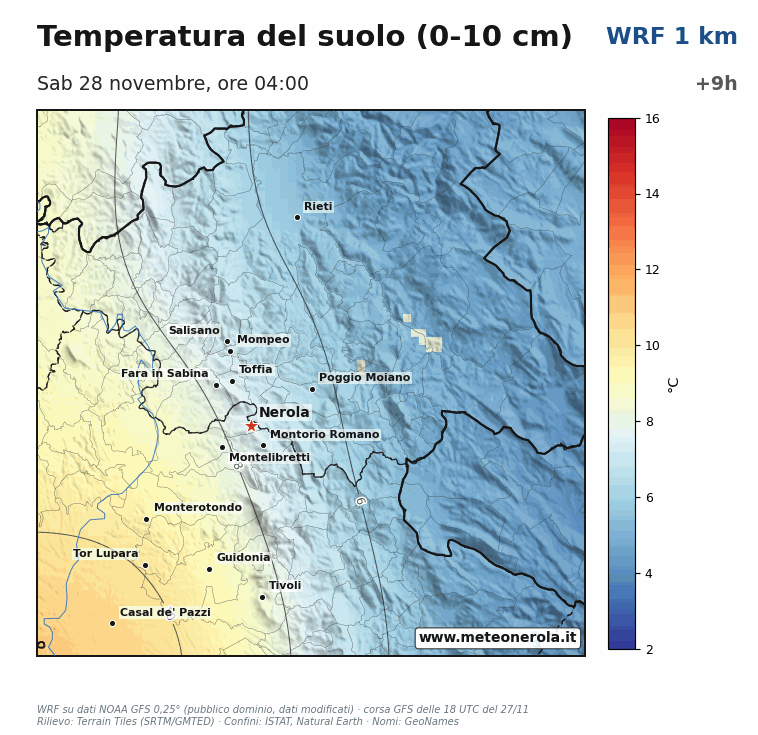 Temperatura del suolo (0-10 cm)
WRF 1 km
Sab 28 novembre, ore 04:00
+9h
16
14
12
10
8
6
4
2
°C
Rieti
Salisano
Mompeo
Toffia
Fara in Sabina
Poggio Moiano
Nerola
Montorio Romano
Montelibretti
8
6
Monterotondo
Tor Lupara
Guidonia
Tivoli
Casal de' Pazzi
www.meteonerola.it
WRF su dati NOAA GFS 0,25° (pubblico dominio, dati modificati) · corsa GFS delle 18 UTC del 27/11
Rilievo: Terrain Tiles (SRTM/GMTED) · Confini: ISTAT, Natural Earth · Nomi: GeoNames